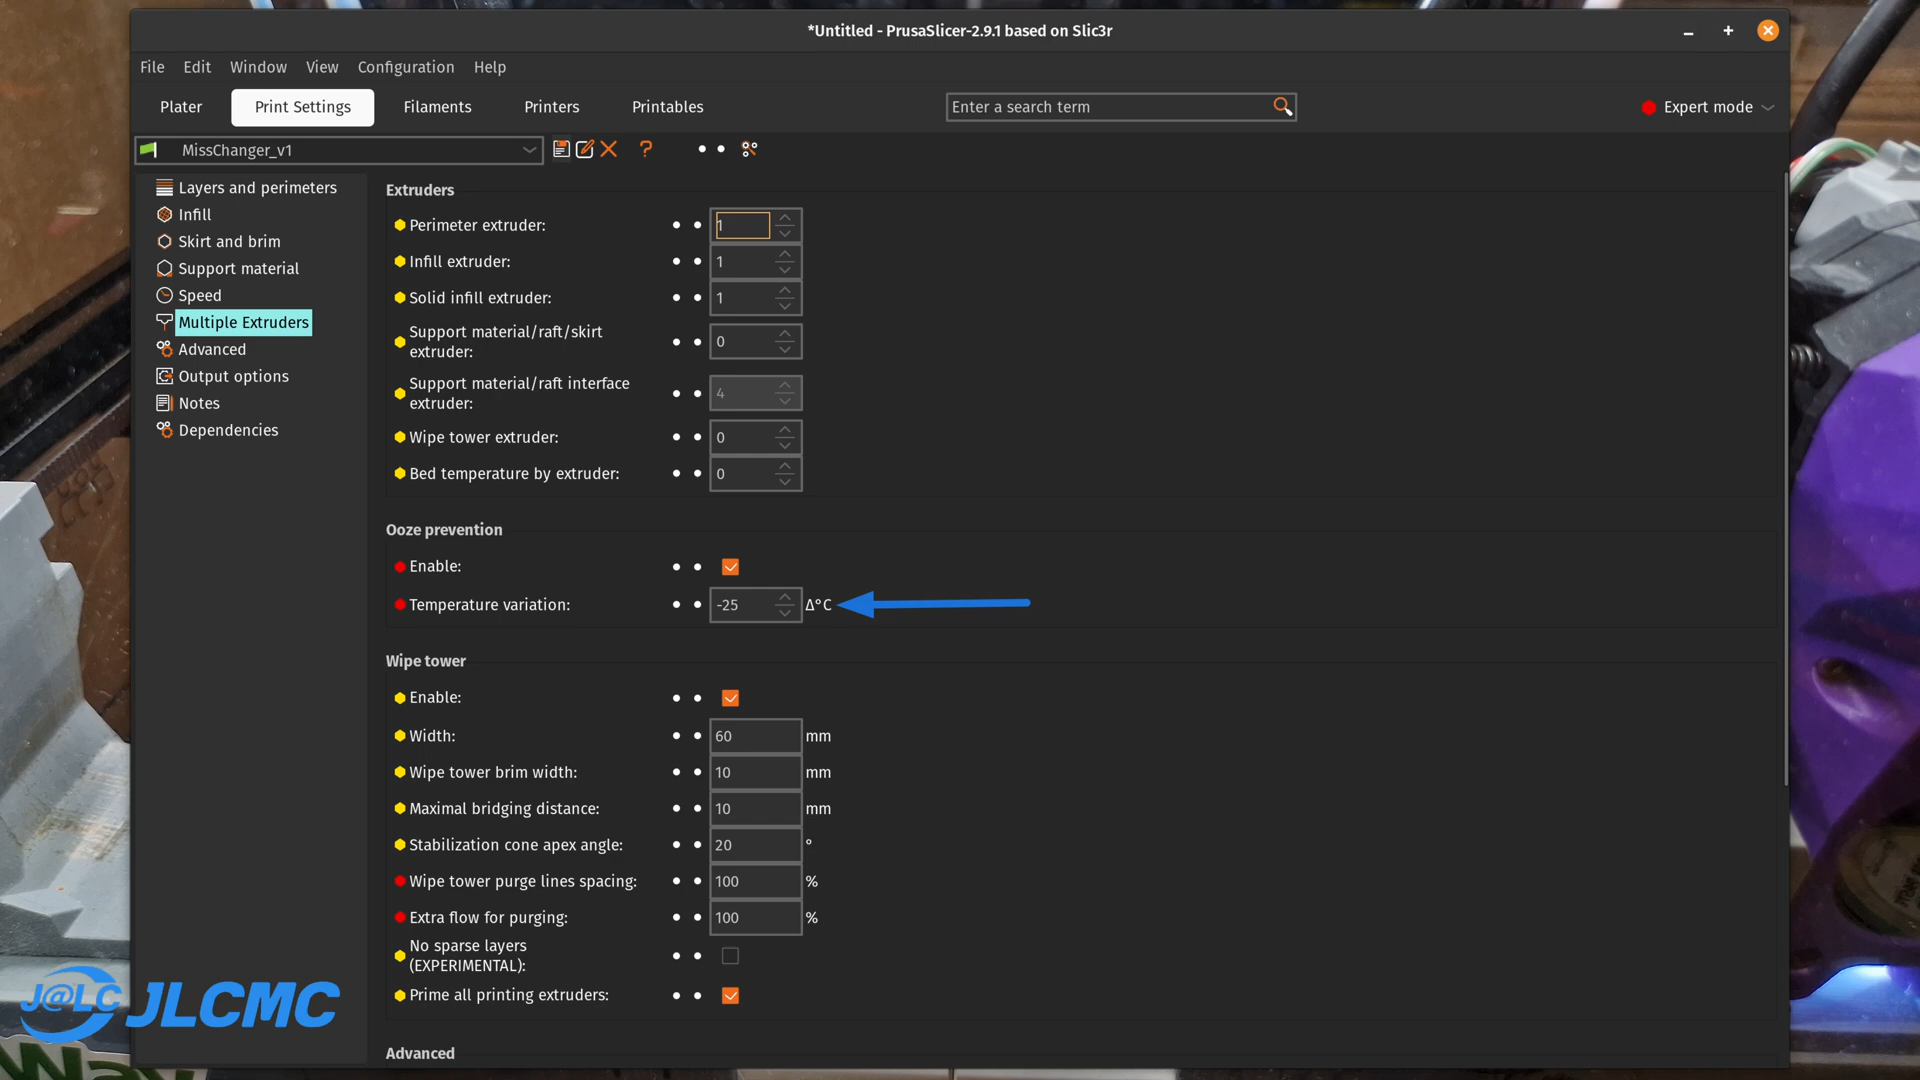 *Untitled - PrusaSlicer-2.9.1 based on Slic3r
File Edit Window View Configuration Help
Plater Print Settings Filaments Printers Printables
Enter a search term
Expert mode
MissChanger_v1
?
Layers and perimeters
Infill
Skirt and brim
Support material
Speed
Multiple Extruders
Advanced
Output options
Notes
Dependencies
Extruders
Perimeter extruder: 1
Infill extruder: 1
Solid infill extruder: 1
Support material/raft/skirt
extruder: 0
Support material/raft interface
extruder: 4
Wipe tower extruder: 0
Bed temperature by extruder: 0
Ooze prevention
Enable:
Temperature variation: -25 Δ°C
Wipe tower
Enable:
Width: 60 mm
Wipe tower brim width: 10 mm
Maximal bridging distance: 10 mm
Stabilization cone apex angle: 20 °
Wipe tower purge lines spacing: 100 %
Extra flow for purging: 100 %
No sparse layers
(EXPERIMENTAL):
Prime all printing extruders:
Advanced
J@LC JLCMC